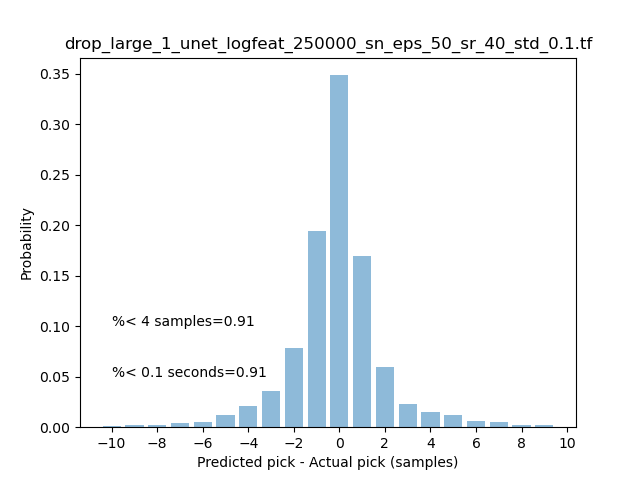 drop_large_1_unet_logfeat_250000_sn_eps_50_sr_40_std_0.1.tf
0.35
0.30
0.25
0.20
0.15
0.10
0.05
0.00
Probability
%< 4 samples=0.91
%< 0.1 seconds=0.91
−10 −8 −6 −4 −2 0 2 4 6 8 10
Predicted pick - Actual pick (samples)